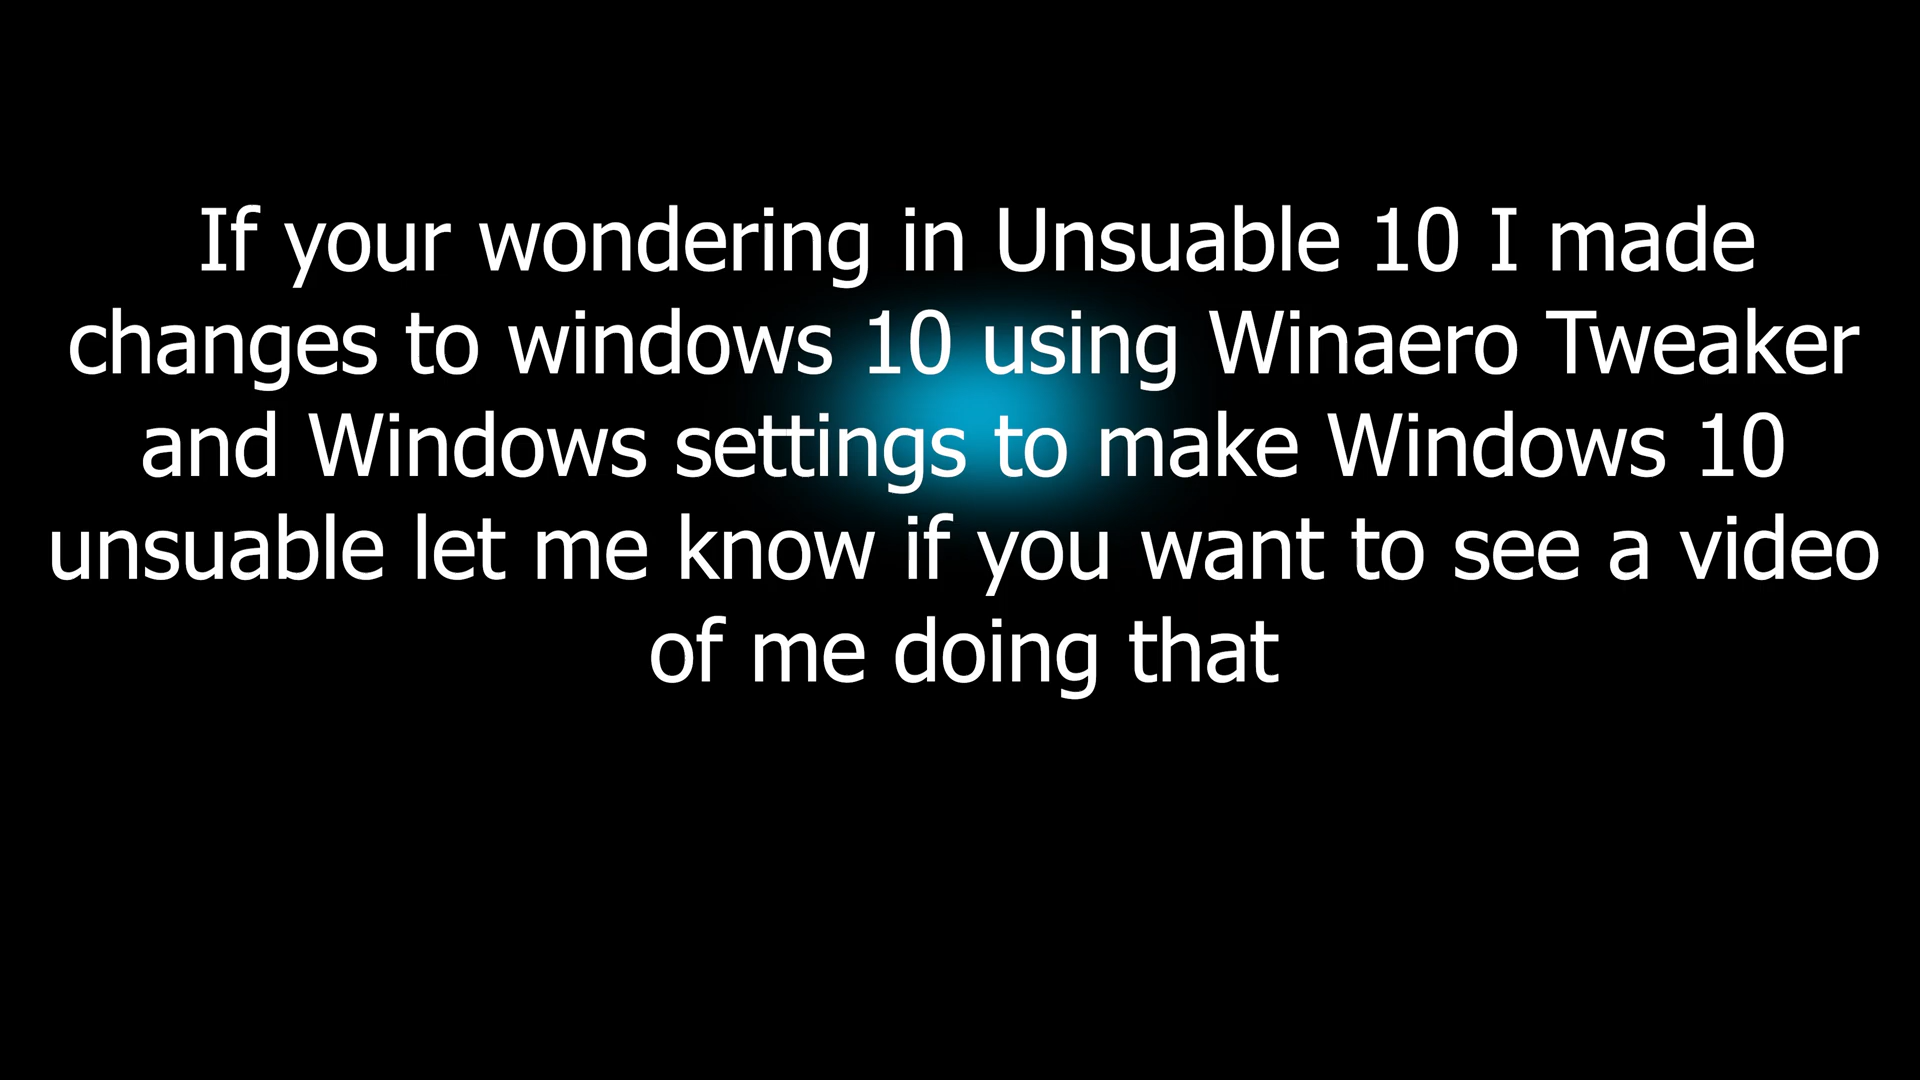 If your wondering in Unsuable 10 I made
changes to windows 10 using Winaero Tweaker
and Windows settings to make Windows 10
unsuable let me know if you want to see a video
of me doing that